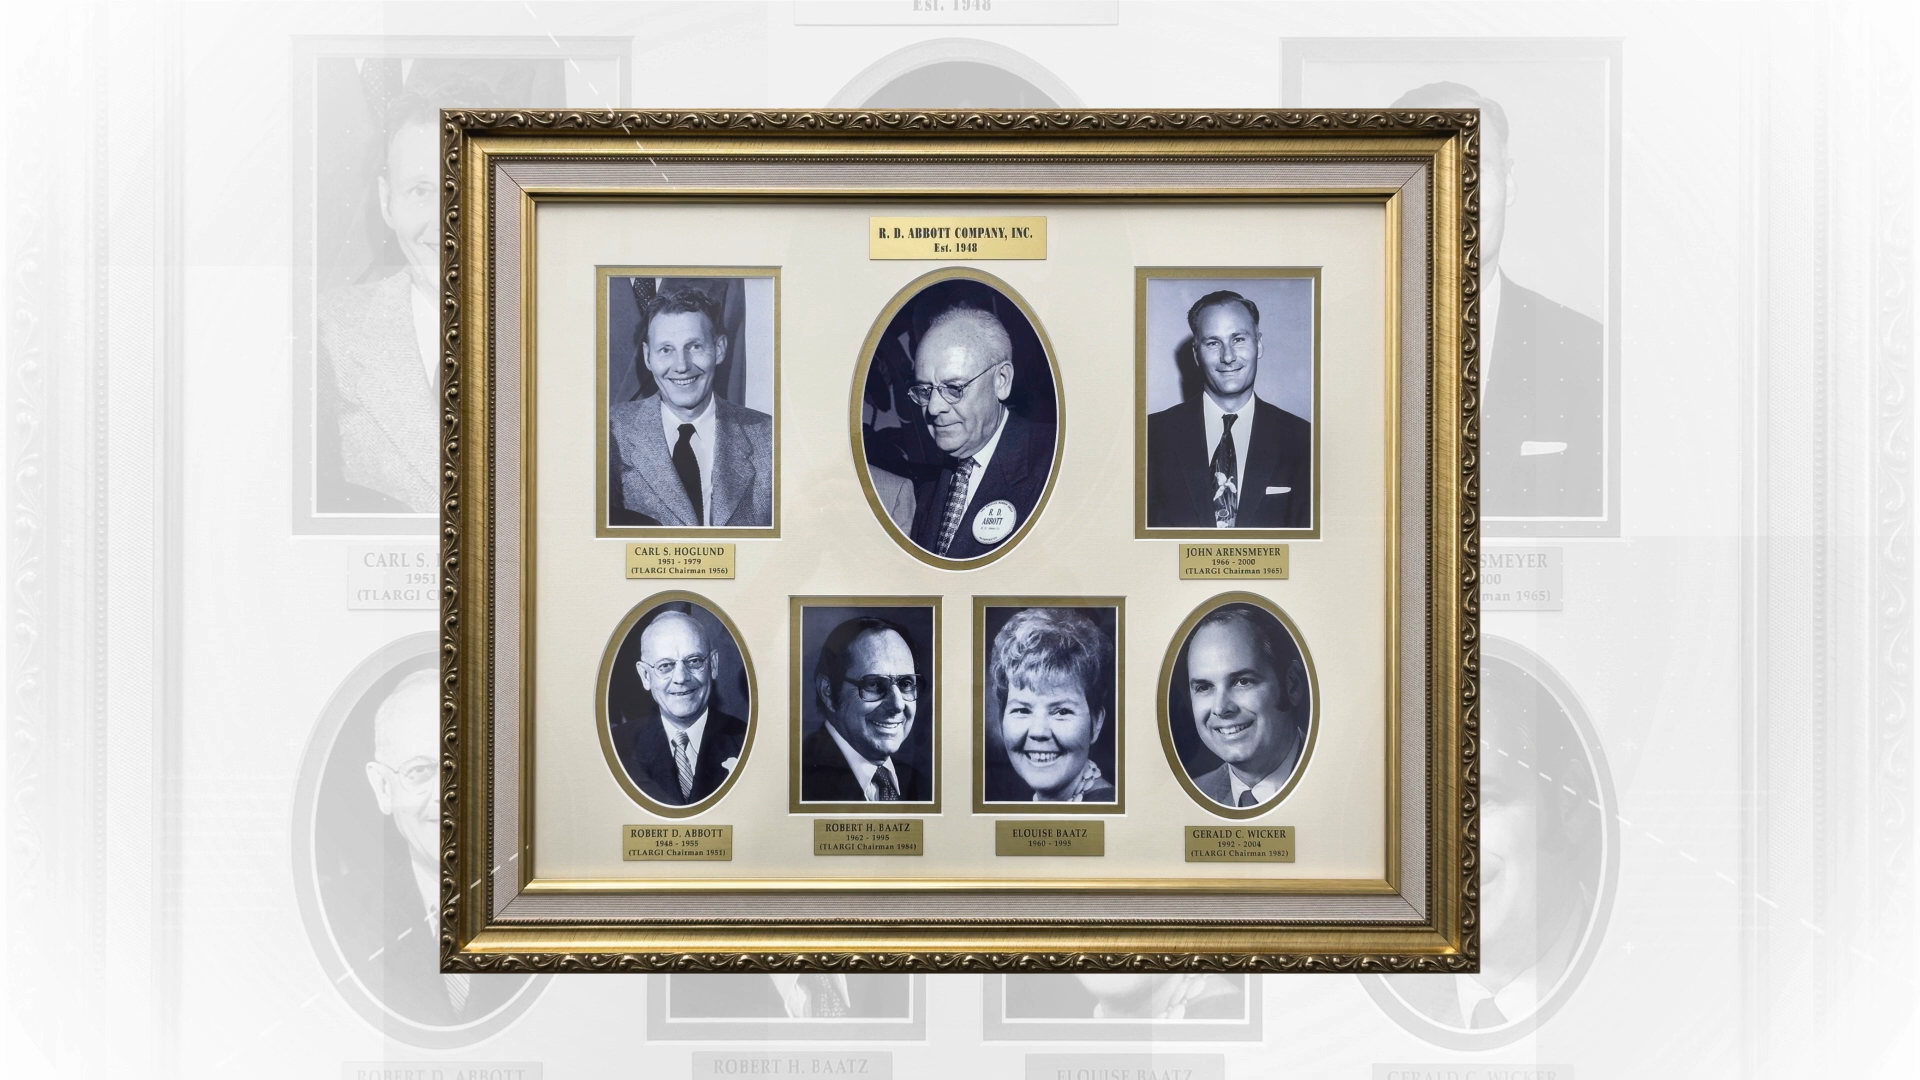 R. D. ABBOTT COMPANY, INC.
Est. 1948
R. D.
ABBOTT
CARL S. HOGLUND
1951 - 1979
(TLARGI Chairman 1956)
JOHN ARENSMEYER
1966 - 2000
(TLARGI Chairman 1965)
ROBERT D. ABBOTT
1948 - 1955
(TLARGI Chairman 1951)
ROBERT H. BAATZ
1962 - 1995
(TLARGI Chairman 1984)
ELOUISE BAATZ
1960 - 1995
GERALD C. WICKER
1992 - 2004
(TLARGI Chairman 1982)
Est. 1948
CARL S.
1951
(TLARGI
SMEYER
000
man 1965)
ROBERT D. ABBOTT
ROBERT H. BAATZ
ELOUISE BAATZ
GERALD C. WICKER